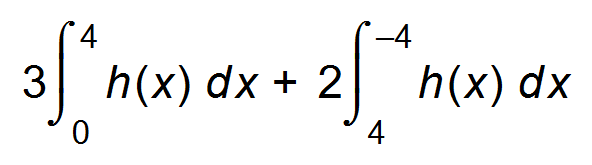 3∫₀⁴ h(x) dx + 2∫₄⁻⁴ h(x) dx